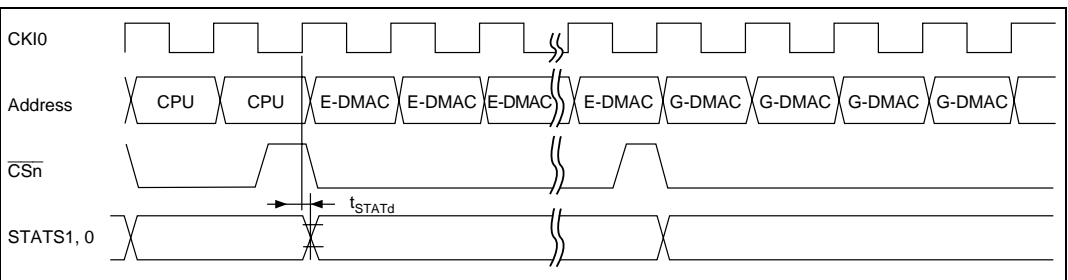 CKI0
Address CPU CPU E-DMAC E-DMAC E-DMAC E-DMAC G-DMAC G-DMAC G-DMAC G-DMAC
CSn
tSTATd
STATS1, 0